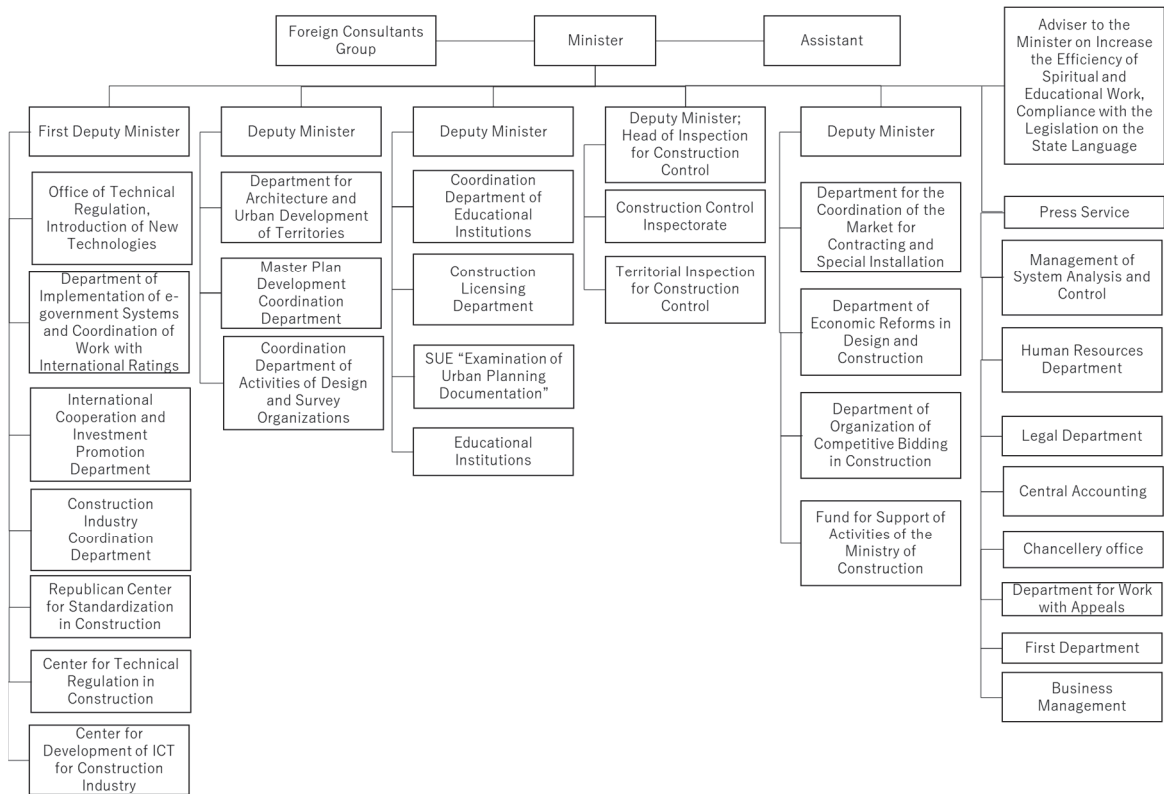 Foreign Consultants
Group
Minister
Assistant
Adviser to the
Minister on Increase
the Efficiency of
Spiritual and
Educational Work,
Compliance with the
Legislation on the
State Language
First Deputy Minister
Office of Technical
Regulation,
Introduction of New
Technologies
Department of
Implementation of e-
government Systems
and Coordination of
Work with
International Ratings
International
Cooperation and
Investment
Promotion
Department
Construction
Industry
Coordination
Department
Republican Center
for Standardization
in Construction
Center for Technical
Regulation in
Construction
Center for
Development of ICT
for Construction
Industry
Deputy Minister
Department for
Architecture and
Urban Development
of Territories
Master Plan
Development
Coordination
Department
Coordination
Department of
Activities of Design
and Survey
Organizations
Deputy Minister
Coordination
Department of
Educational
Institutions
Construction
Licensing
Department
SUE “Examination of
Urban Planning
Documentation”
Educational
Institutions
Deputy Minister;
Head of Inspection
for Construction
Control
Construction Control
Inspectorate
Territorial Inspection
for Construction
Control
Deputy Minister
Department for the
Coordination of the
Market for
Contracting and
Special Installation
Department of
Economic Reforms in
Design and
Construction
Department of
Organization of
Competitive Bidding
in Construction
Fund for Support of
Activities of the
Ministry of
Construction
Press Service
Management of
System Analysis and
Control
Human Resources
Department
Legal Department
Central Accounting
Chancellery office
Department for Work
with Appeals
First Department
Business
Management